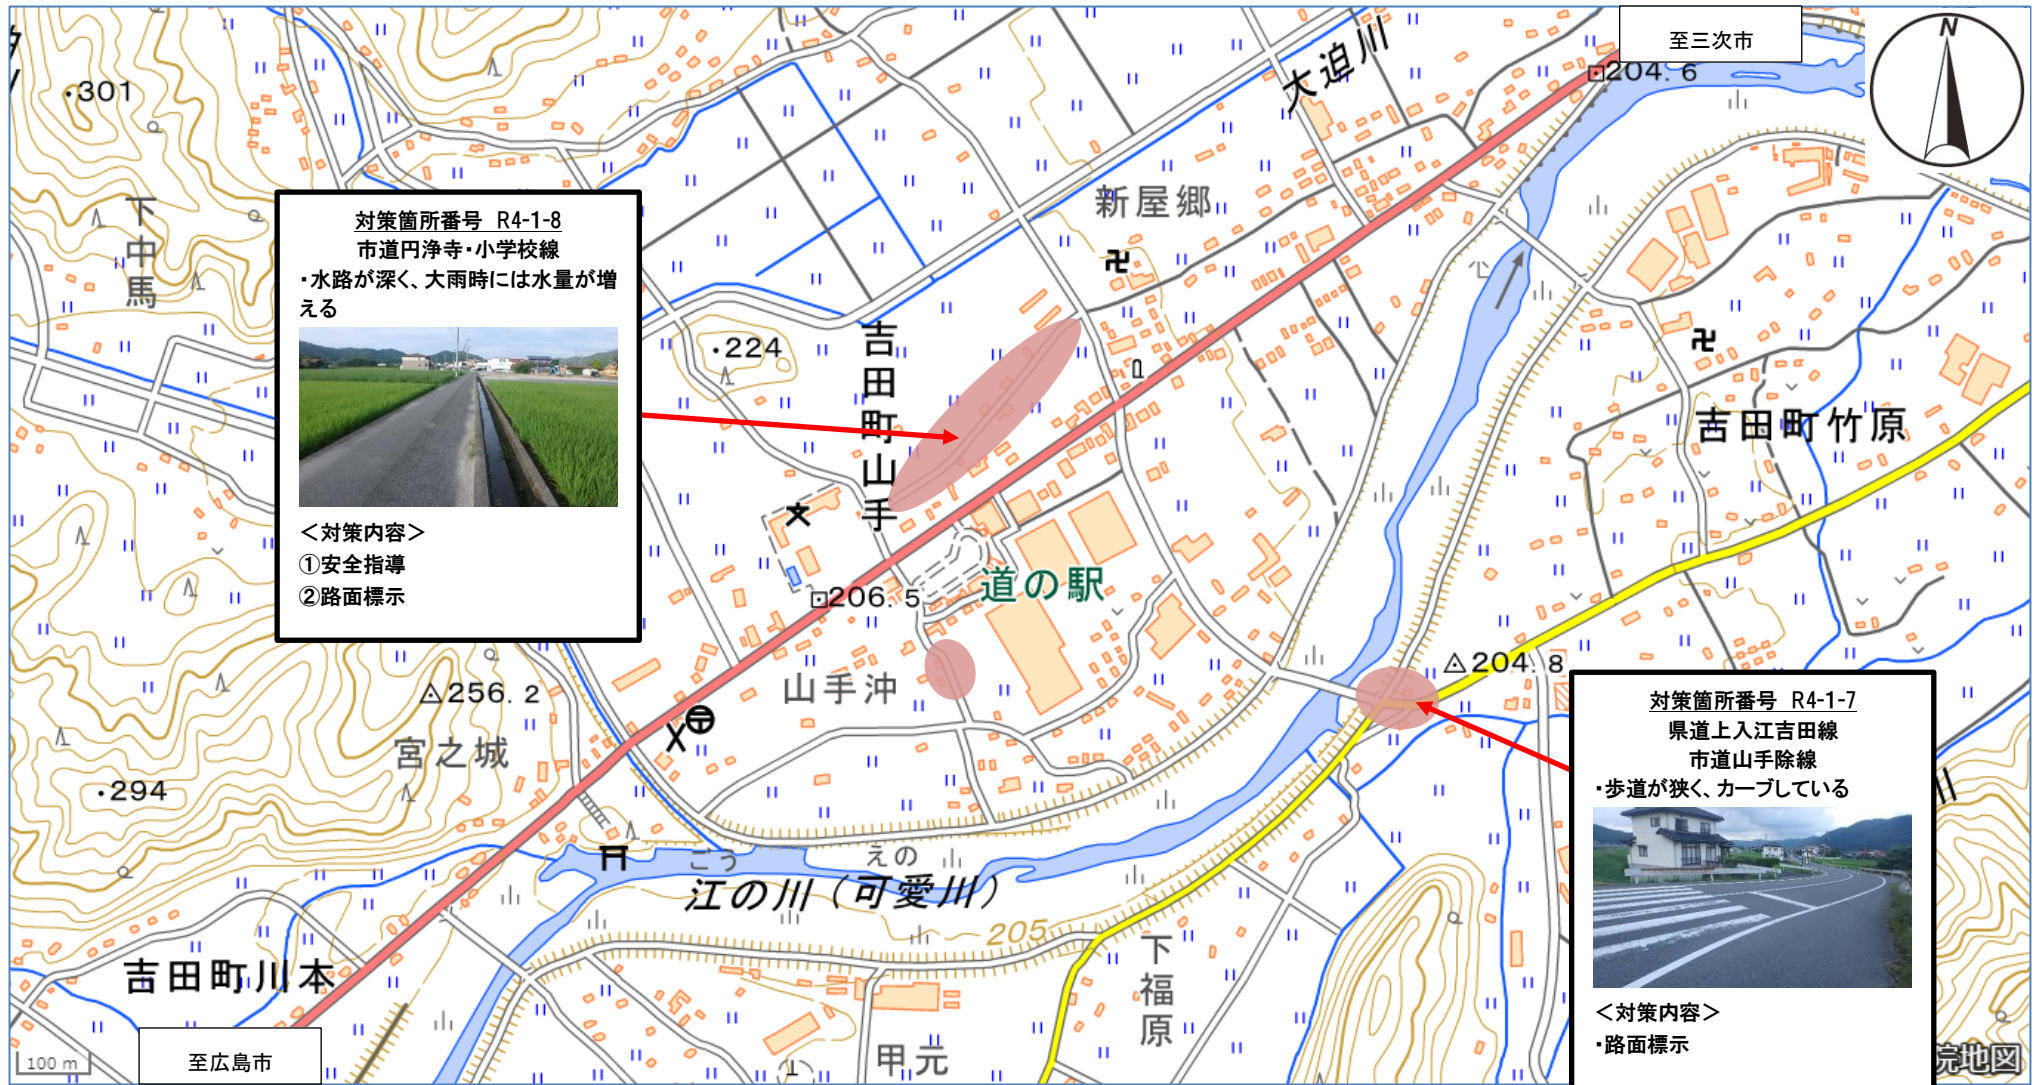 至三次市
N
大迫川
204.6
301
新屋郷
下中馬
対策箇所番号 R4-1-8
市道円浄寺・小学校線
・水路が深く、大雨時には水量が増
える
＜対策内容＞
①安全指導
②路面標示
224
吉田町山手
吉田町竹原
道の駅
206.5
204.8
山手沖
256.2
宮之城
294
対策箇所番号 R4-1-7
県道上入江吉田線
市道山手除線
・歩道が狭く、カーブしている
＜対策内容＞
・路面標示
ごう
えの
江の川（可愛川）
205
下福原
吉田町川本
甲元
100 m
至広島市
院地図